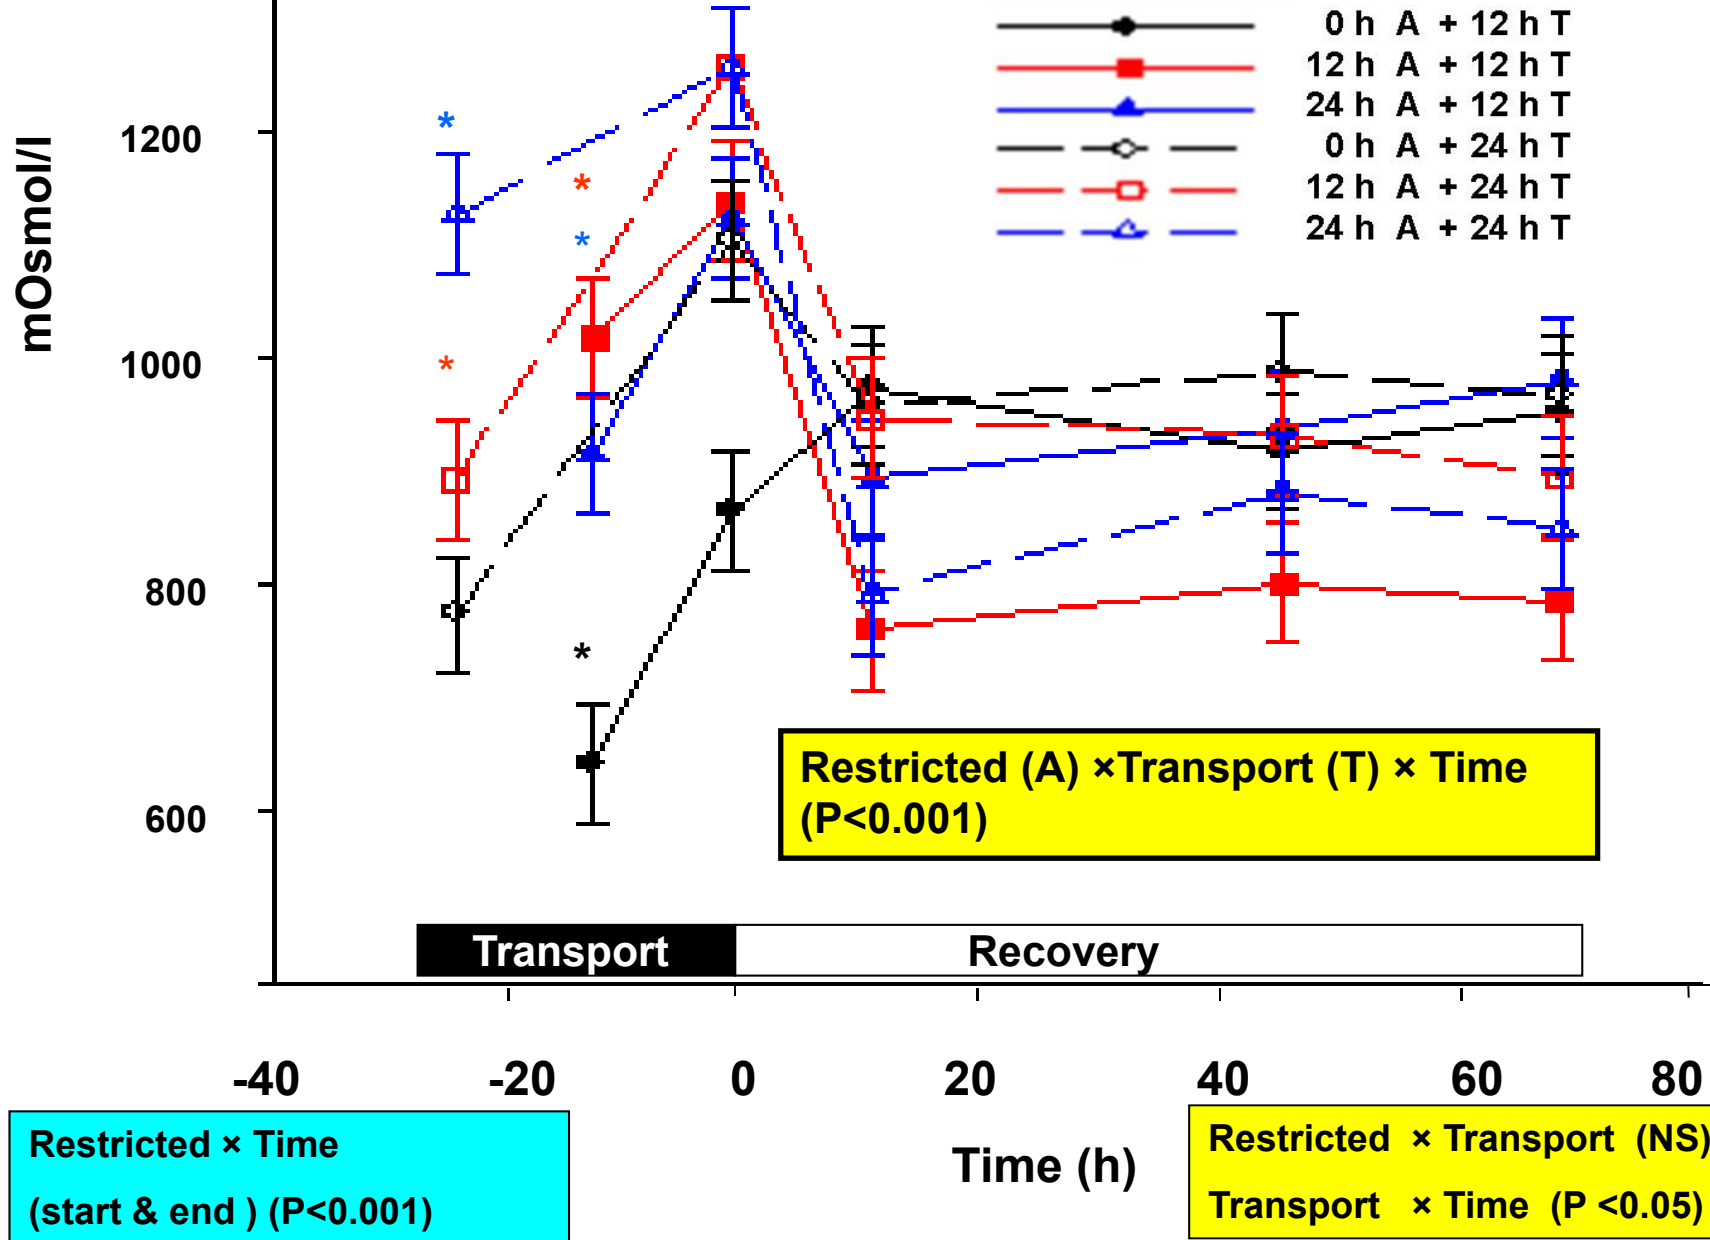 0 h A + 12 h T
12 h A + 12 h T
24 h A + 12 h T
0 h A + 24 h T
12 h A + 24 h T
24 h A + 24 h T
mOsmol/l
1200
1000
800
600
*
*
*
*
*
Restricted (A) ×Transport (T) × Time
(P<0.001)
Transport
Recovery
-40 -20 0 20 40 60 80
Time (h)
Restricted × Time
(start & end ) (P<0.001)
Restricted × Transport (NS)
Transport × Time (P <0.05)